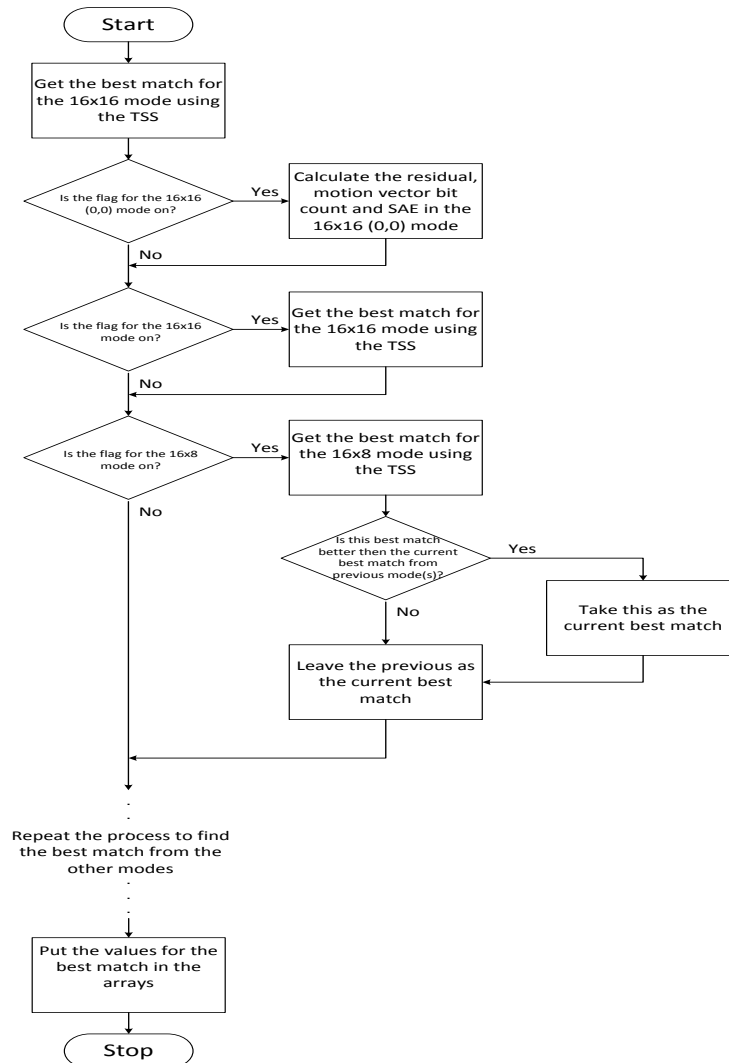 Start
Get the best match for
the 16x16 mode using
the TSS
Is the flag for the 16x16
(0,0) mode on?
Yes
Calculate the residual,
motion vector bit
count and SAE in the
16x16 (0,0) mode
No
Is the flag for the 16x16
mode on?
Yes
Get the best match for
the 16x16 mode using
the TSS
No
Is the flag for the 16x8
mode on?
Yes
Get the best match for
the 16x8 mode using
the TSS
No
Is this best match
better then the current
best match from
previous mode(s)?
Yes
No
Take this as the
current best match
Leave the previous as
the current best
match
Repeat the process to find
the best match from the
other modes
Put the values for the
best match in the
arrays
Stop